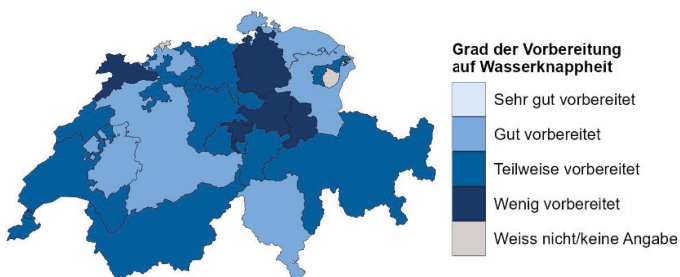 Grad der Vorbereitung
auf Wasserknappheit
Sehr gut vorbereitet
Gut vorbereitet
Teilweise vorbereitet
Wenig vorbereitet
Weiss nicht/keine Angabe